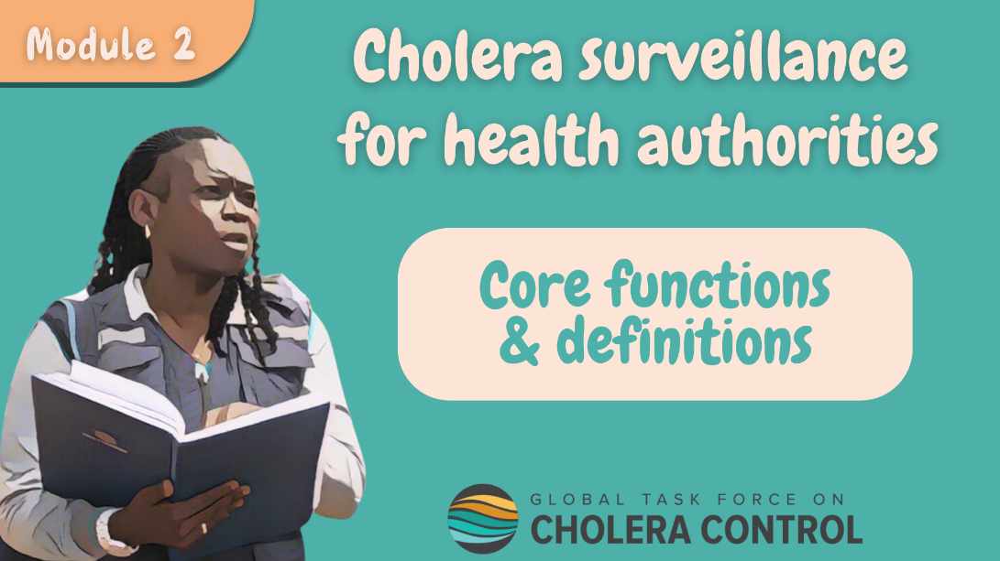 Module 2
Cholera surveillance
for health authorities
Core functions
& definitions
GLOBAL TASK FORCE ON
CHOLERA CONTROL